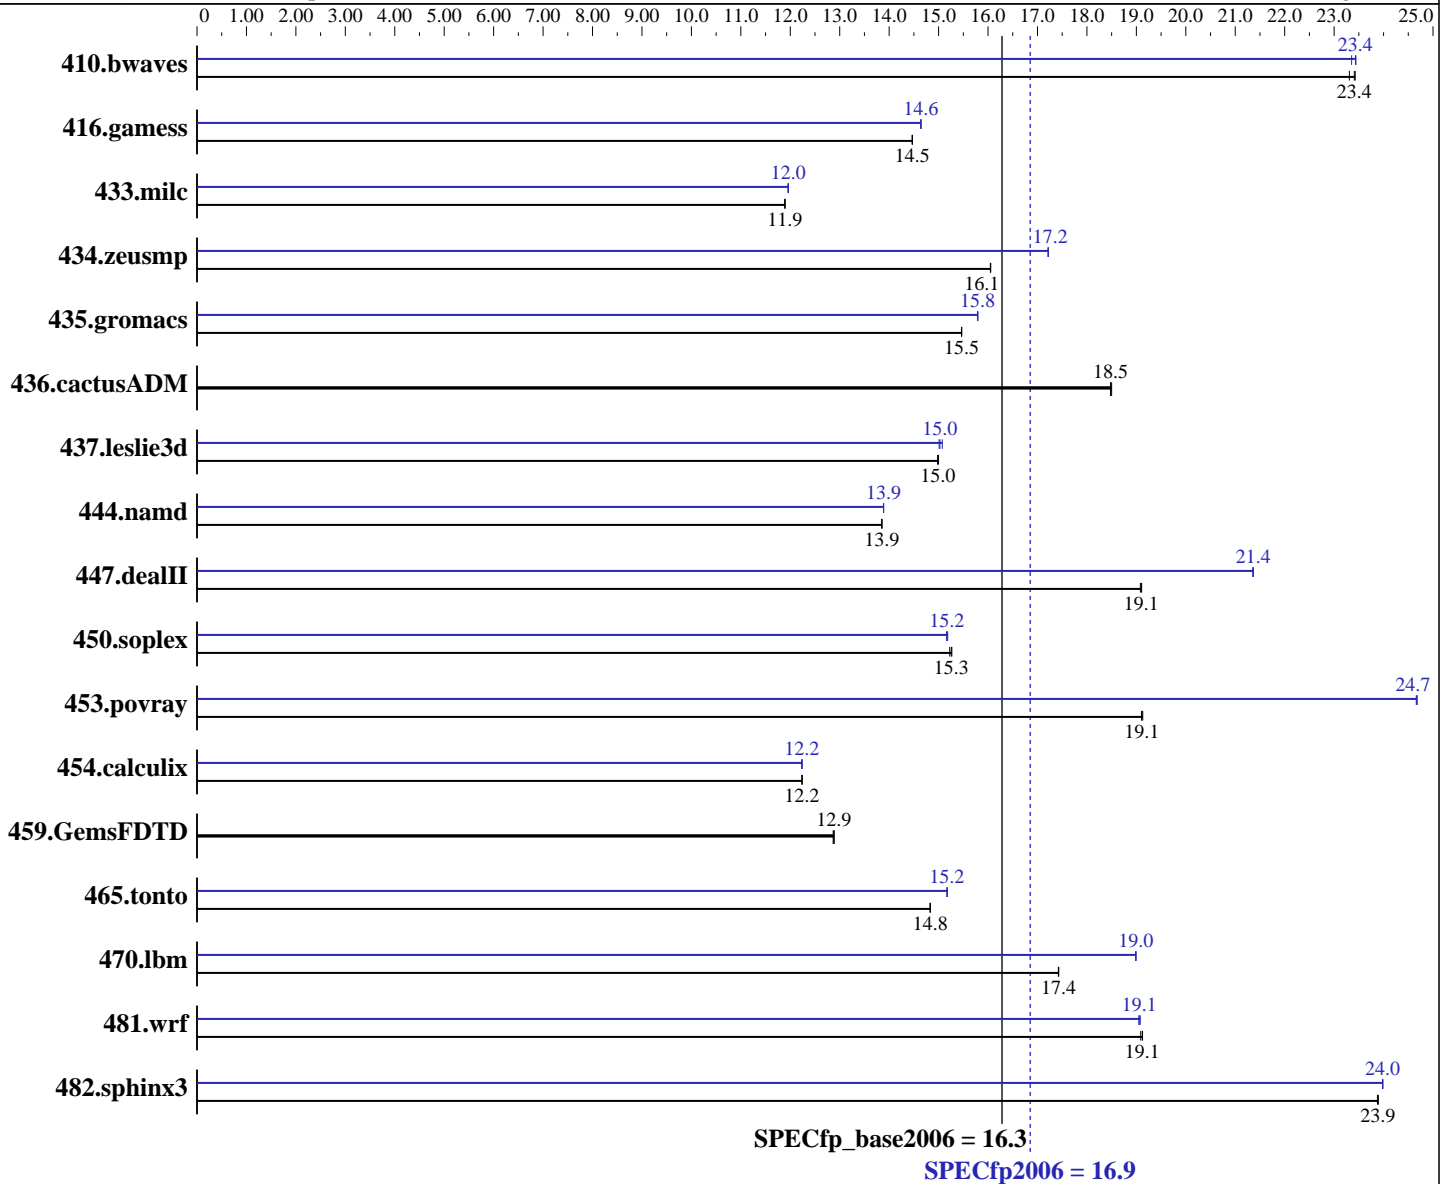 0 1.00 2.00 3.00 4.00 5.00 6.00 7.00 8.00 9.00 10.0 11.0 12.0 13.0 14.0 15.0 16.0 17.0 18.0 19.0 20.0 21.0 22.0 23.0 25.0
23.4
410.bwaves
23.4
14.6
416.gamess
14.5
12.0
433.milc
11.9
17.2
434.zeusmp
16.1
15.8
435.gromacs
15.5
18.5
436.cactusADM
15.0
437.leslie3d
15.0
13.9
444.namd
13.9
21.4
447.dealII
19.1
15.2
450.soplex
15.3
24.7
453.povray
19.1
12.2
454.calculix
12.2
12.9
459.GemsFDTD
15.2
465.tonto
14.8
19.0
470.lbm
17.4
19.1
481.wrf
19.1
24.0
482.sphinx3
23.9
SPECfp_base2006 = 16.3
SPECfp2006 = 16.9